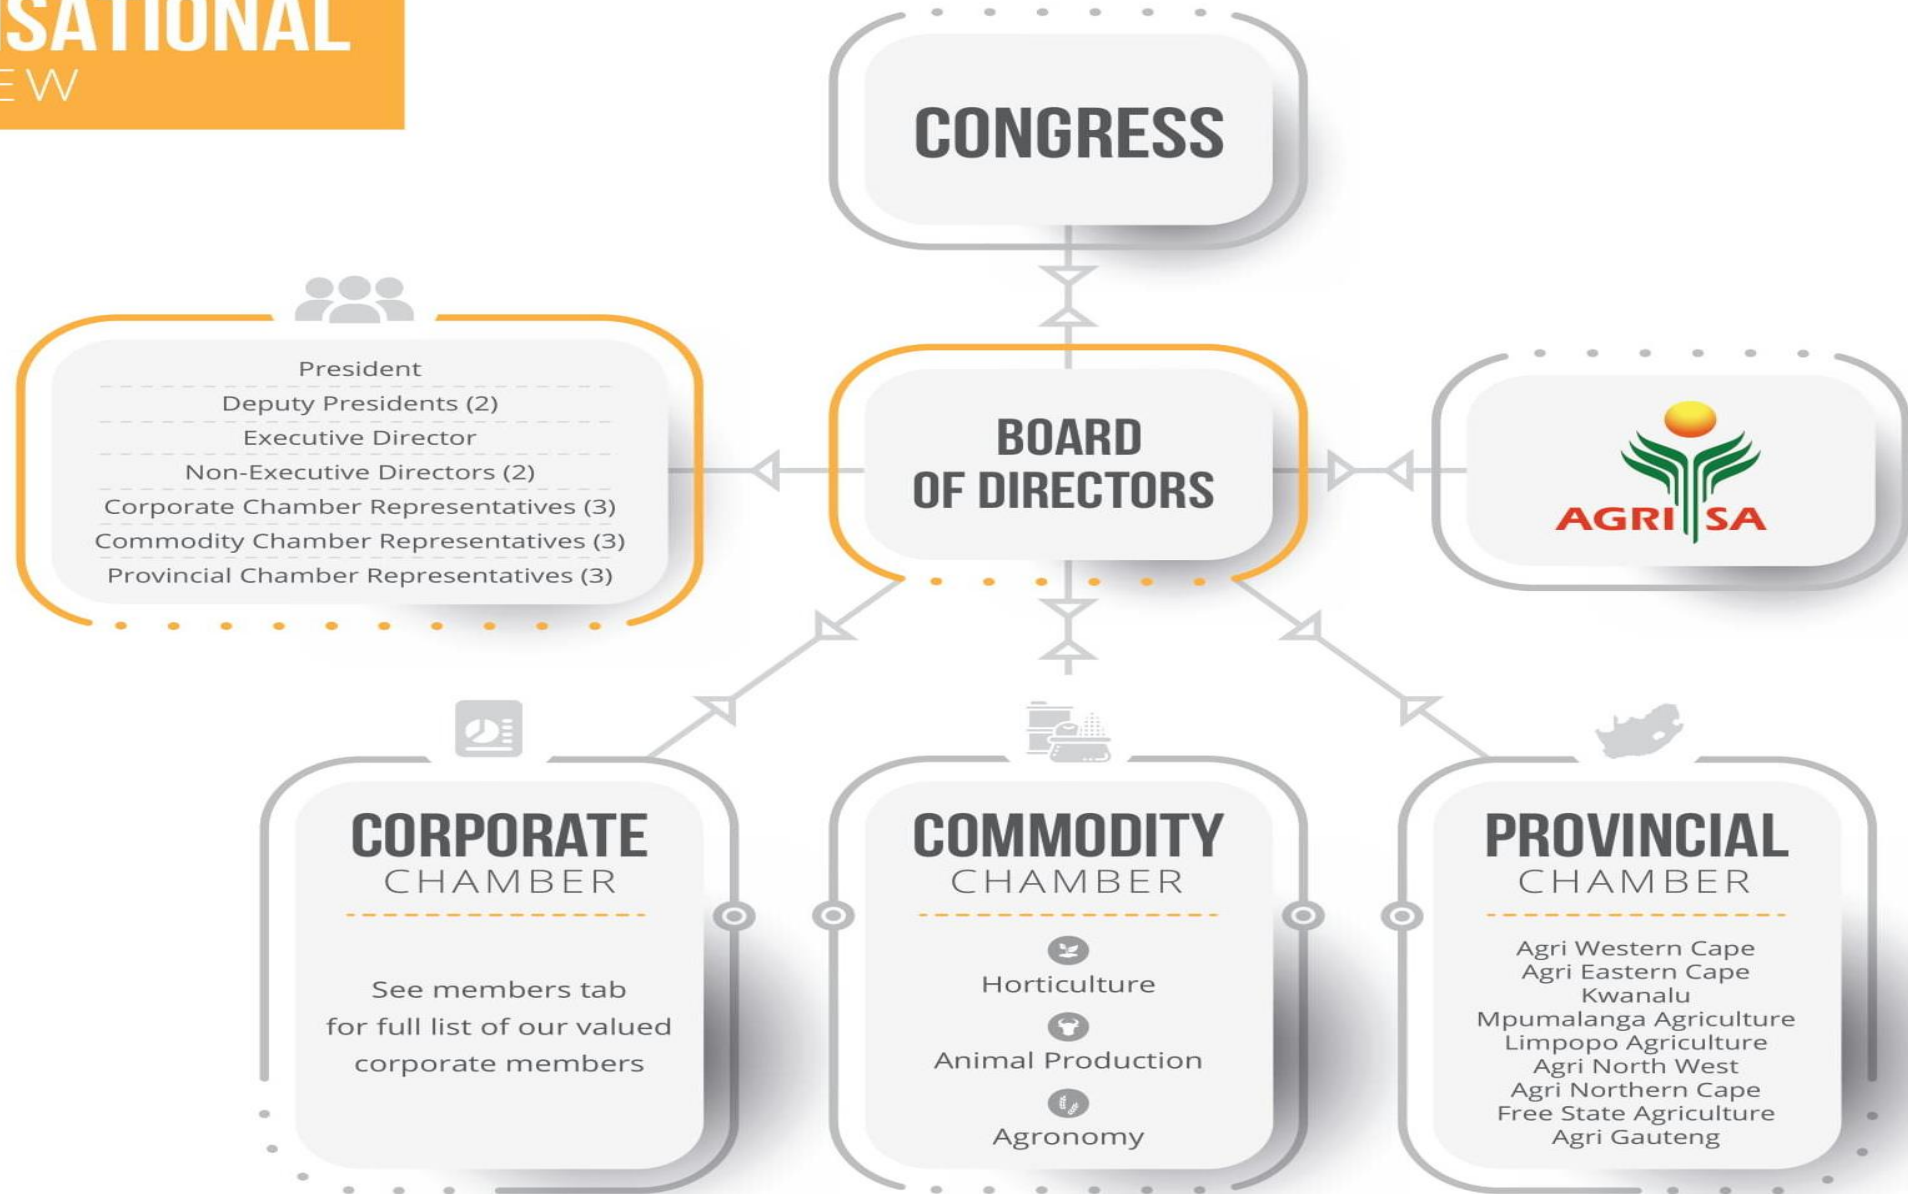 CONGRESS
President
Deputy Presidents (2)
Executive Director
Non-Executive Directors (2)
Corporate Chamber Representatives (3)
Commodity Chamber Representatives (3)
Provincial Chamber Representatives (3)
BOARD
OF DIRECTORS
AGRI SA
CORPORATE
CHAMBER
See members tab
for full list of our valued
corporate members
COMMODITY
CHAMBER
Horticulture
Animal Production
Agronomy
PROVINCIAL
CHAMBER
Agri Western Cape
Agri Eastern Cape
Kwanalu
Mpumalanga Agriculture
Limpopo Agriculture
Agri North West
Agri Northern Cape
Free State Agriculture
Agri Gauteng